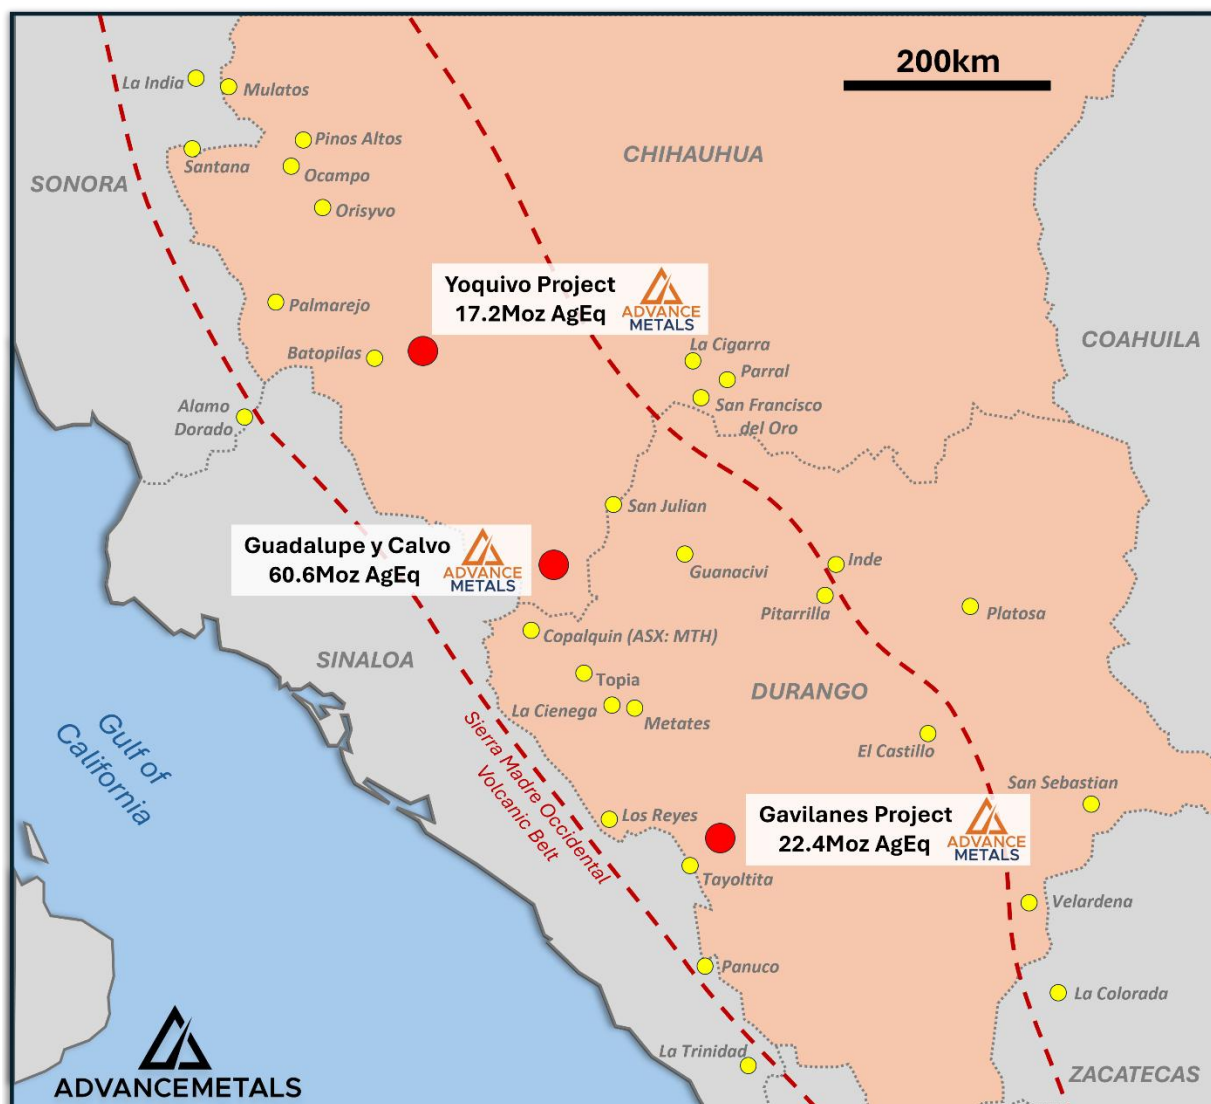 200km
La India
Mulatos
Pinos Altos
Santana
Ocampo
CHIHAUHUA
SONORA
Orisyvo
Yoquivo Project
17.2Moz AgEq
ADVANCE
METALS
Palmarejo
Batopilas
La Cigarra
Parral
COAHUILA
San Francisco
del Oro
Alamo
Dorado
San Julian
Guadalupe y Calvo
60.6Moz AgEq
ADVANCE
METALS
Guanacivi
Inde
Pitarrilla
Platosa
Copalquin (ASX: MTH)
SINALOA
Topia
DURANGO
La Cienega
Metates
El Castillo
Gulf of
California
Sierra Madre Occidental
Volcanic Belt
San Sebastian
Los Reyes
Gavilanes Project
22.4Moz AgEq
ADVANCE
METALS
Tayoltita
Velardena
Panuco
La Colorada
La Trinidad
ZACATECAS
ADVANCEMETALS